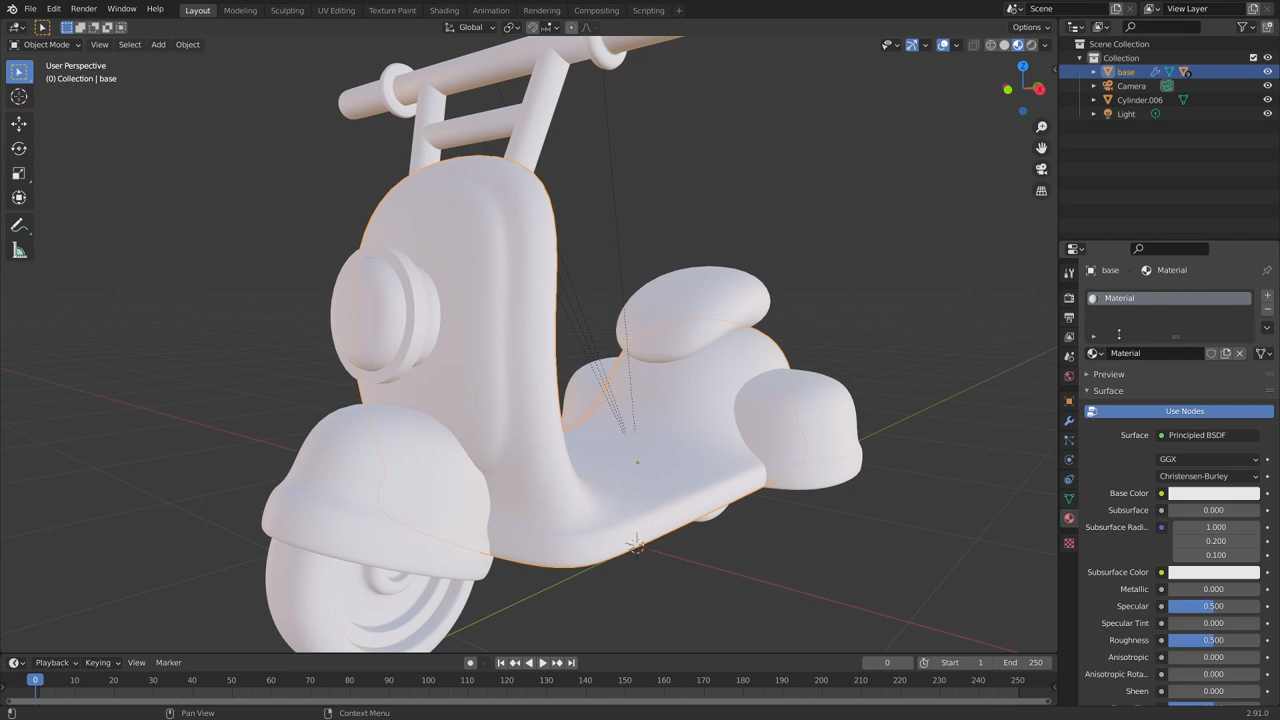 File Edit Render Window Help Layout Modeling Sculpting UV Editing Texture Paint Shading Animation Rendering Compositing Scripting + Scene View Layer
Global Options
Object Mode View Select Add Object
User Perspective
(0) Collection | base
Scene Collection
Collection
base
Camera
Cylinder.006
Light
base Material
Material
Material
Preview
Surface
Use Nodes
Surface Principled BSDF
GGX
Christensen-Burley
Base Color
Subsurface 0.000
Subsurface Radi.. 1.000
0.200
0.100
Subsurface Color
Metallic 0.000
Specular 0.500
Specular Tint 0.000
Roughness 0.500
Anisotropic 0.000
Anisotropic Rota.. 0.000
Sheen 0.000
Playback Keying View Marker 0 Start 1 End 250
0 10 20 30 40 50 60 70 80 90 100 110 120 130 140 150 160 170 180 190 200 210 220 230 240 250
Pan View Context Menu 2.91.0